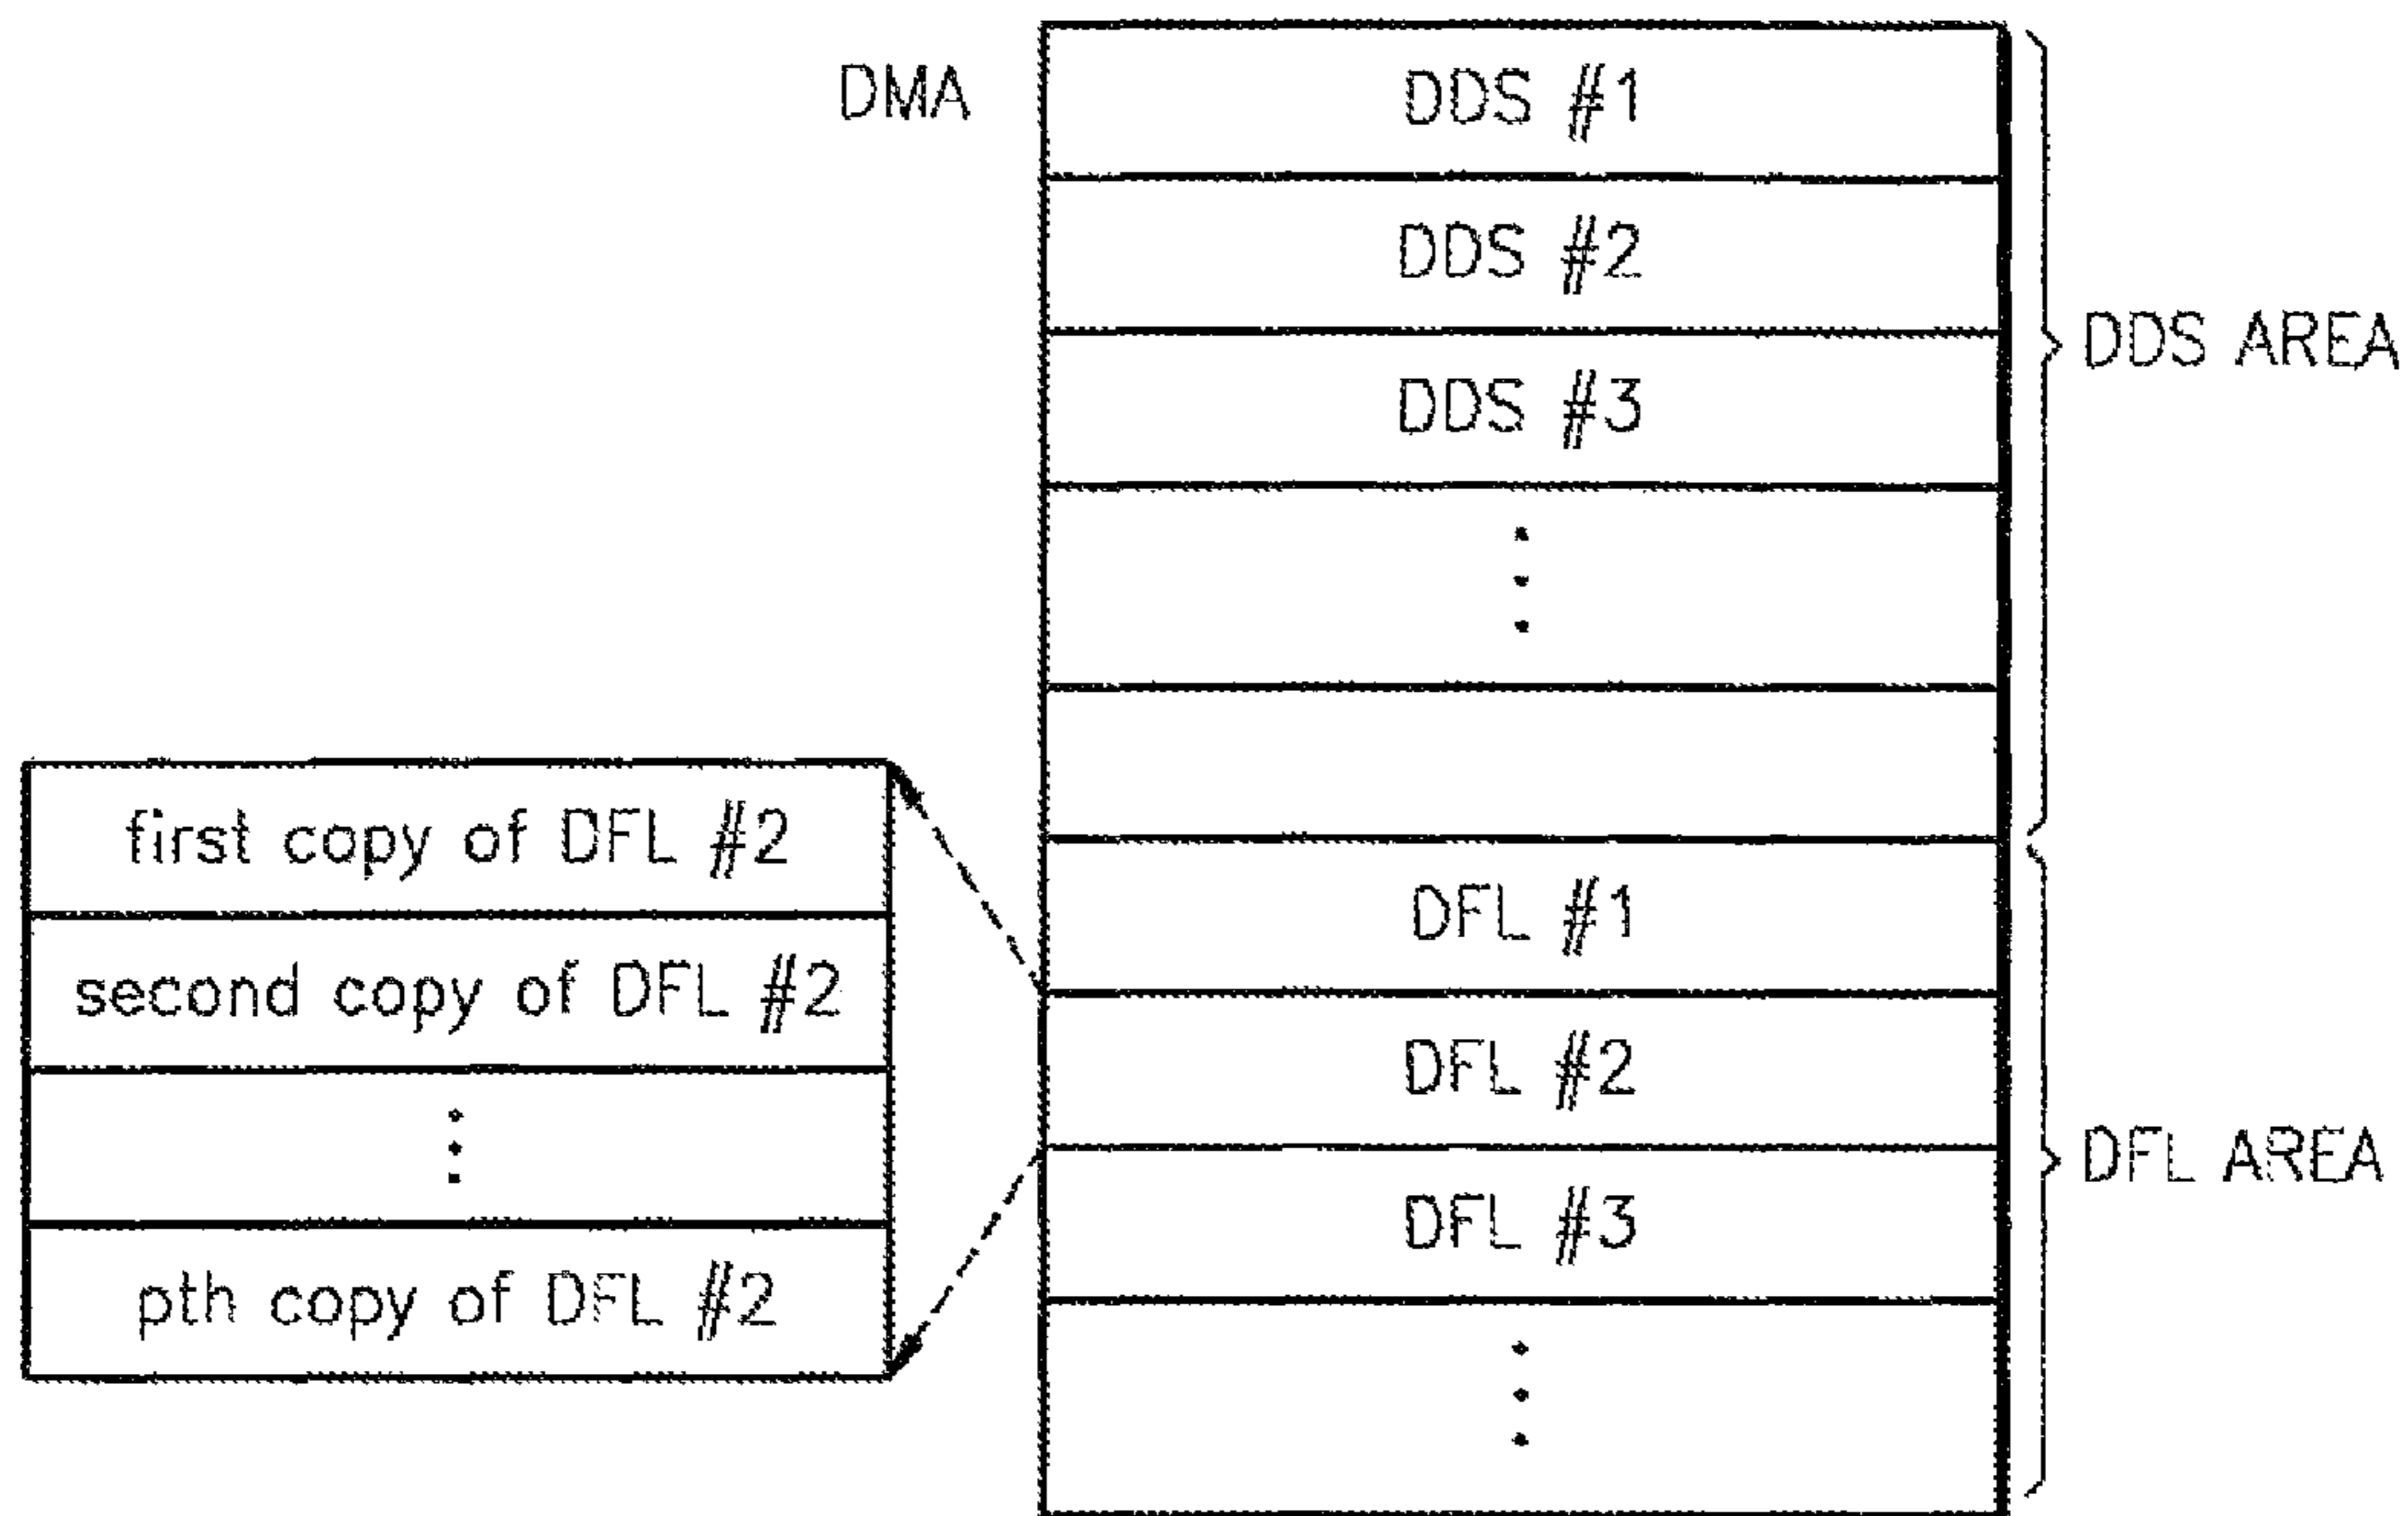 DMA
DDS #1
DDS #2
DDS #3
DDS AREA
first copy of DFL #2
second copy of DFL #2
pth copy of DFL #2
DFL #1
DFL #2
DFL #3
DFL AREA